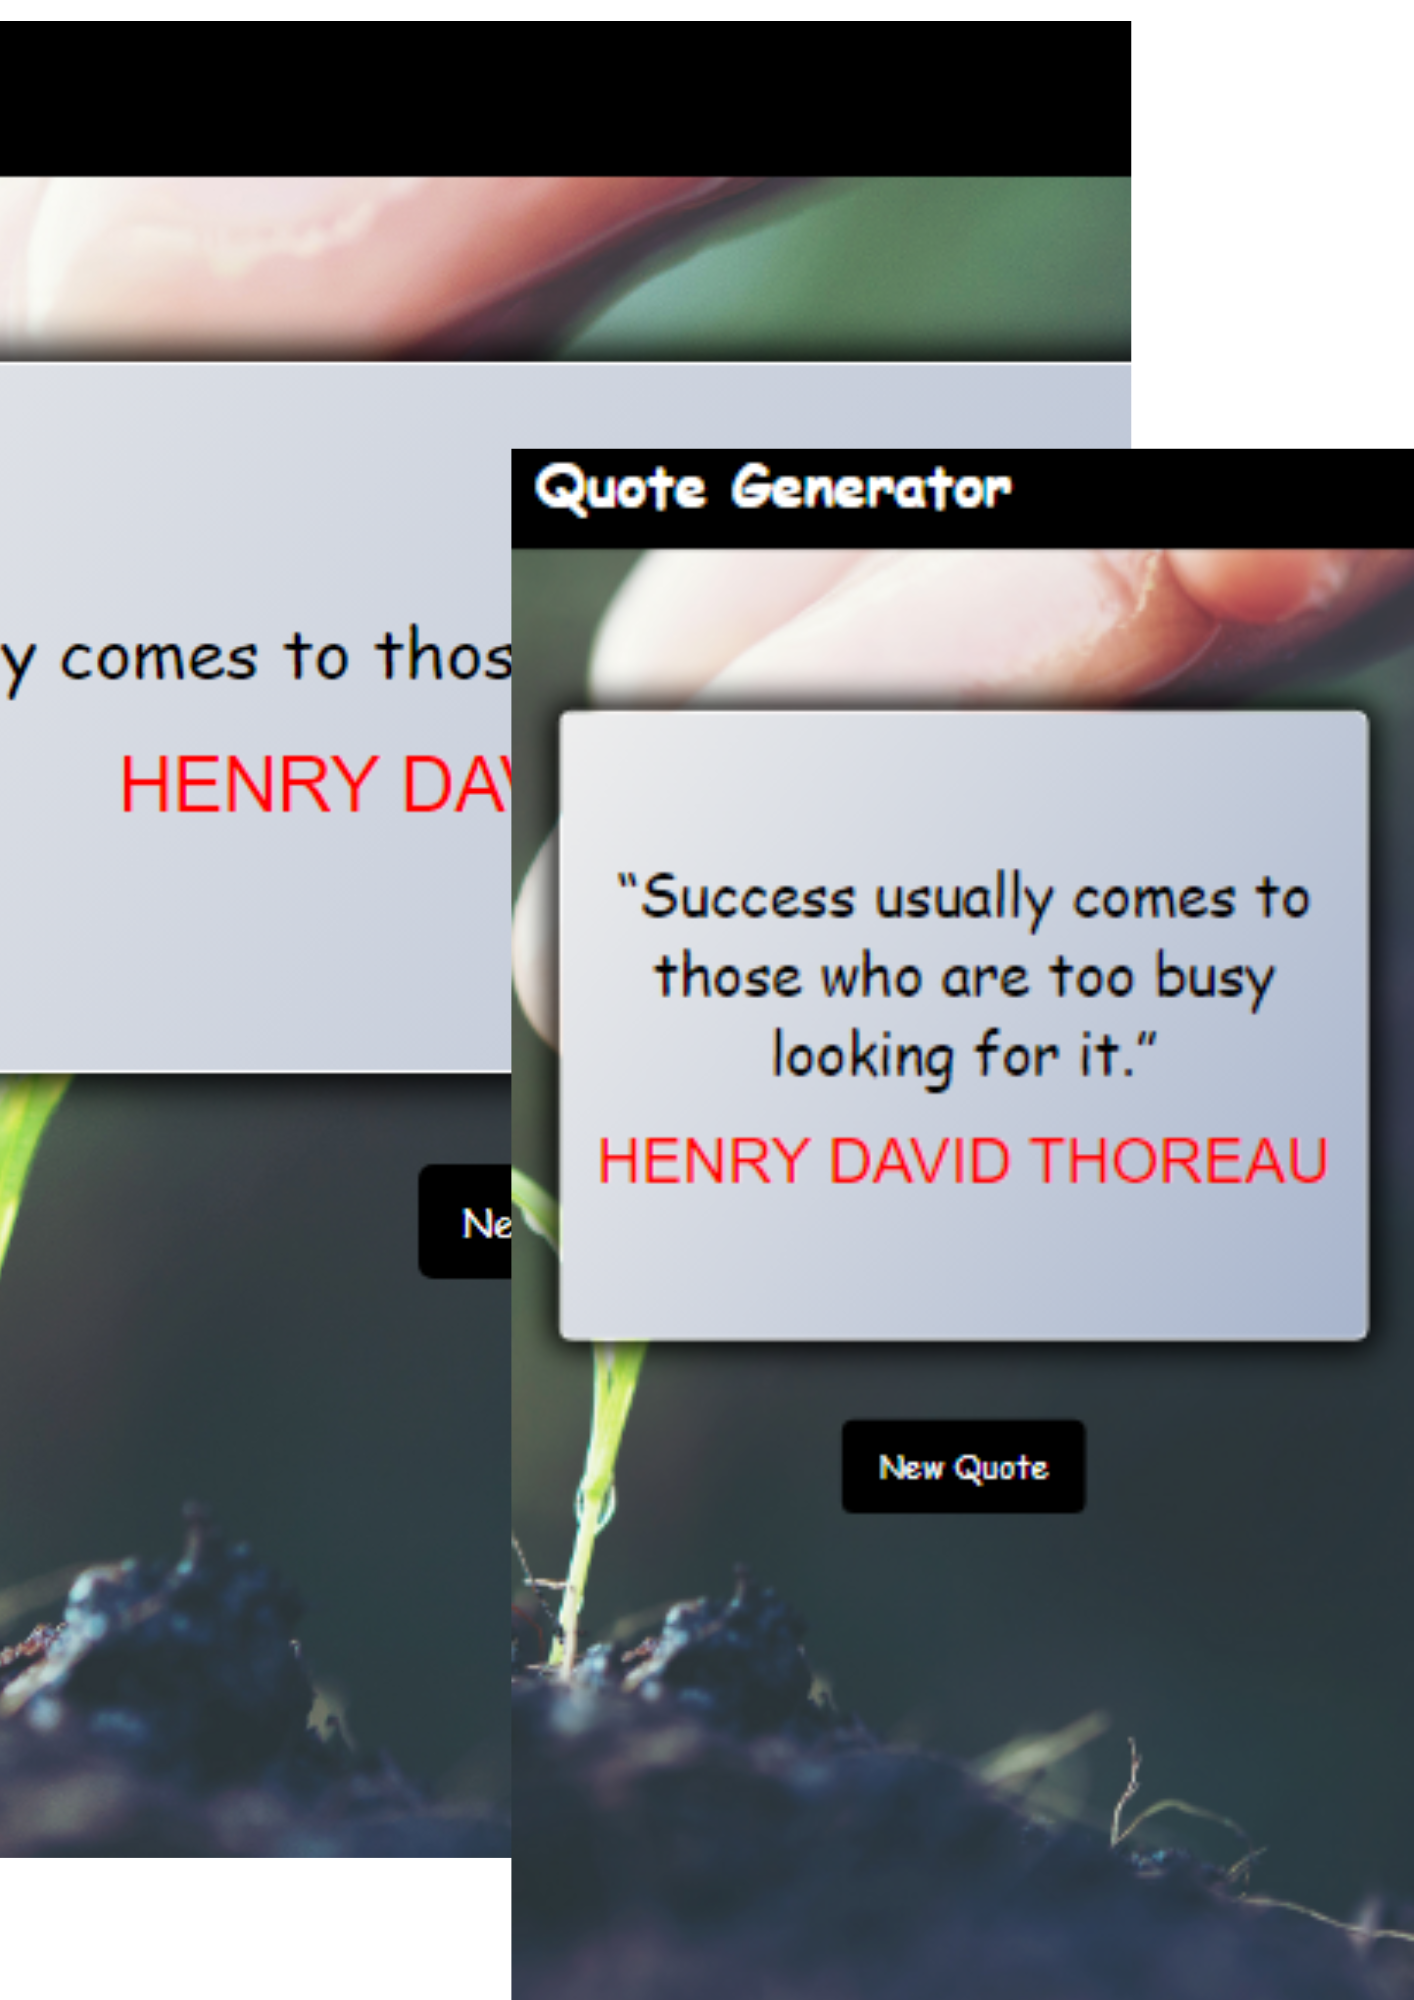 y comes to thos
HENRY DAV
Ne
Quote Generator
“Success usually comes to
those who are too busy
looking for it.”
HENRY DAVID THOREAU
New Quote